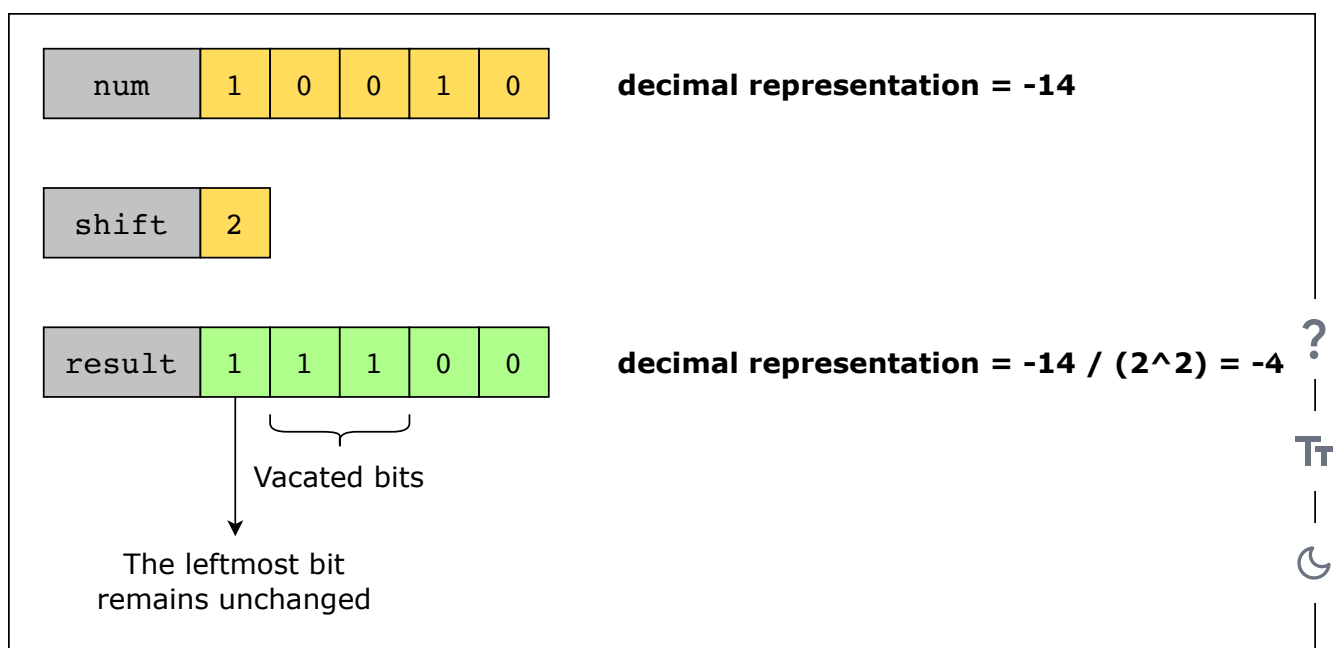 num 1 0 0 1 0 decimal representation = -14
shift 2
result 1 1 1 0 0 decimal representation = -14 / (2^2) = -4
?
Vacated bits
TT
The leftmost bit
remains unchanged